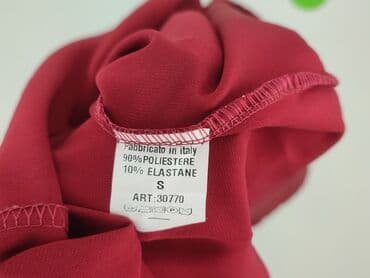 Fabbricato in italy
90% POLIESTERE
10% ELASTANE
S
ART:30770